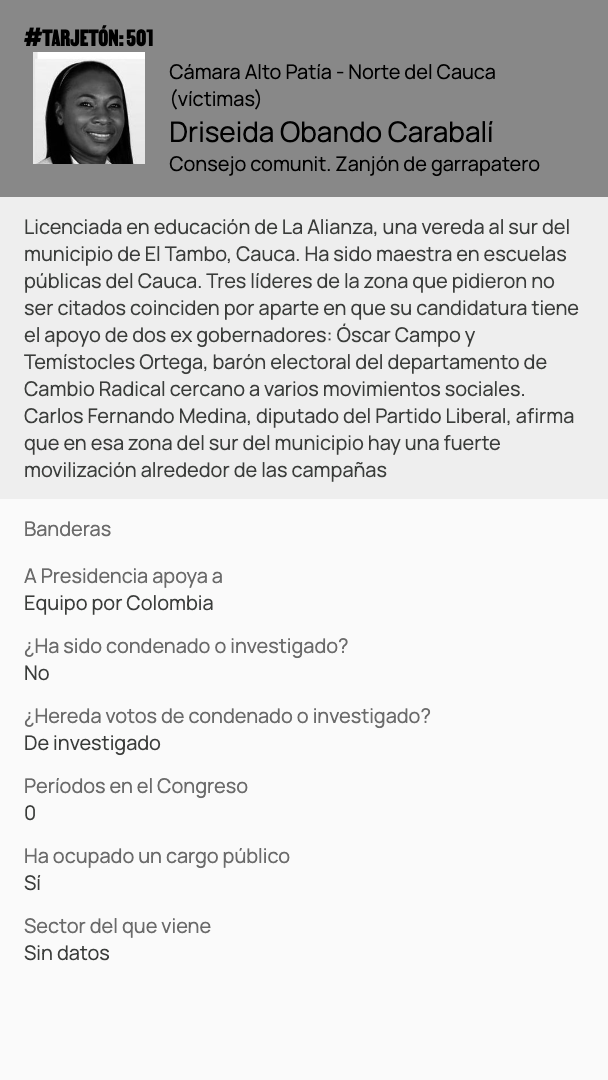 #TARJETÓN: 501
Cámara Alto Patía - Norte del Cauca
(víctimas)
Driseida Obando Carabalí
Consejo comunit. Zanjón de garrapatero
Licenciada en educación de La Alianza, una vereda al sur del
municipio de El Tambo, Cauca. Ha sido maestra en escuelas
públicas del Cauca. Tres líderes de la zona que pidieron no
ser citados coinciden por aparte en que su candidatura tiene
el apoyo de dos ex gobernadores: Óscar Campo y
Temístocles Ortega, barón electoral del departamento de
Cambio Radical cercano a varios movimientos sociales.
Carlos Fernando Medina, diputado del Partido Liberal, afirma
que en esa zona del sur del municipio hay una fuerte
movilización alrededor de las campañas
Banderas
A Presidencia apoya a
Equipo por Colombia
¿Ha sido condenado o investigado?
No
¿Hereda votos de condenado o investigado?
De investigado
Períodos en el Congreso
0
Ha ocupado un cargo público
Sí
Sector del que viene
Sin datos